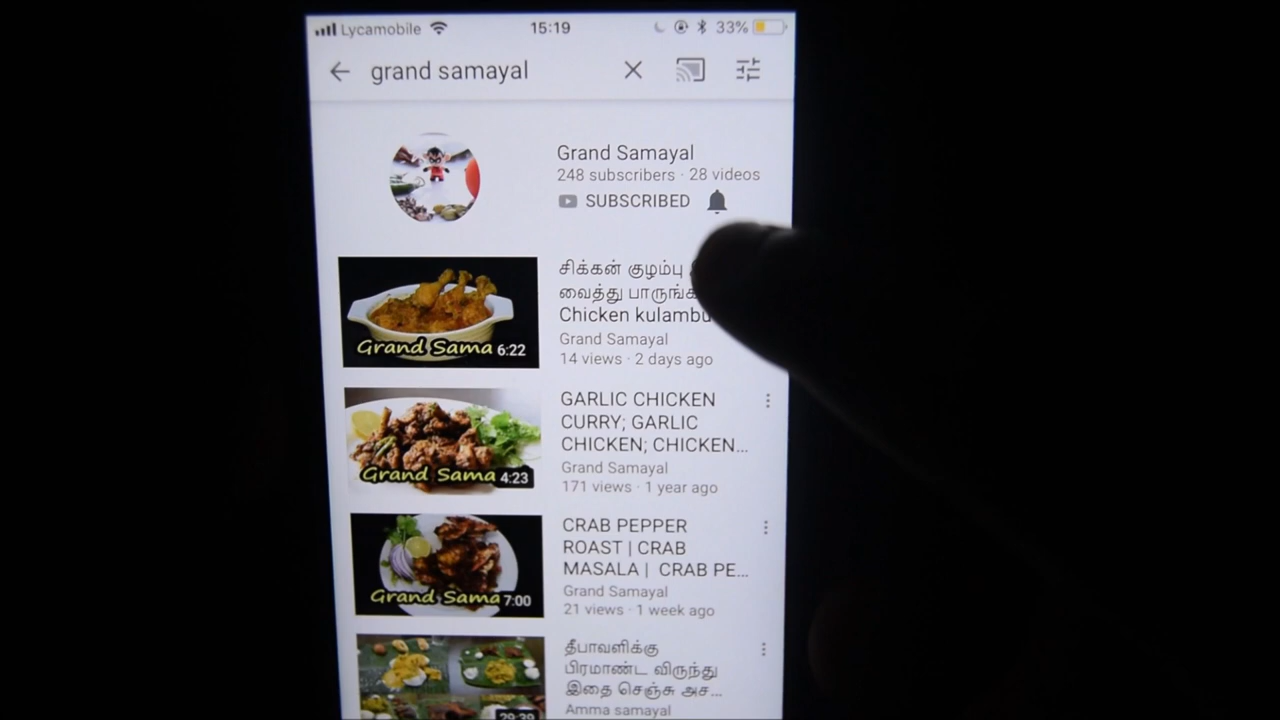 Lycamobile 15:19 33%
grand samayal
Grand Samayal
248 subscribers · 28 videos
SUBSCRIBED
சிக்கன் குழம்பு
வைத்து
Chicken kulambu
Grand Samayal
14 views · 2 days ago
Grand Sama 6:22
GARLIC CHICKEN
CURRY; GARLIC
CHICKEN; CHICKEN...
Grand Samayal
171 views · 1 year ago
Grand Sama 4:23
CRAB PEPPER
ROAST | CRAB
MASALA | CRAB PE...
Grand Samayal
21 views · 1 week ago
Grand Sama 7:00
தீபாவளிக்கு
பிரமாண்ட விருந்து
இதை செஞ்சு அச...
Amma samayal
29:39